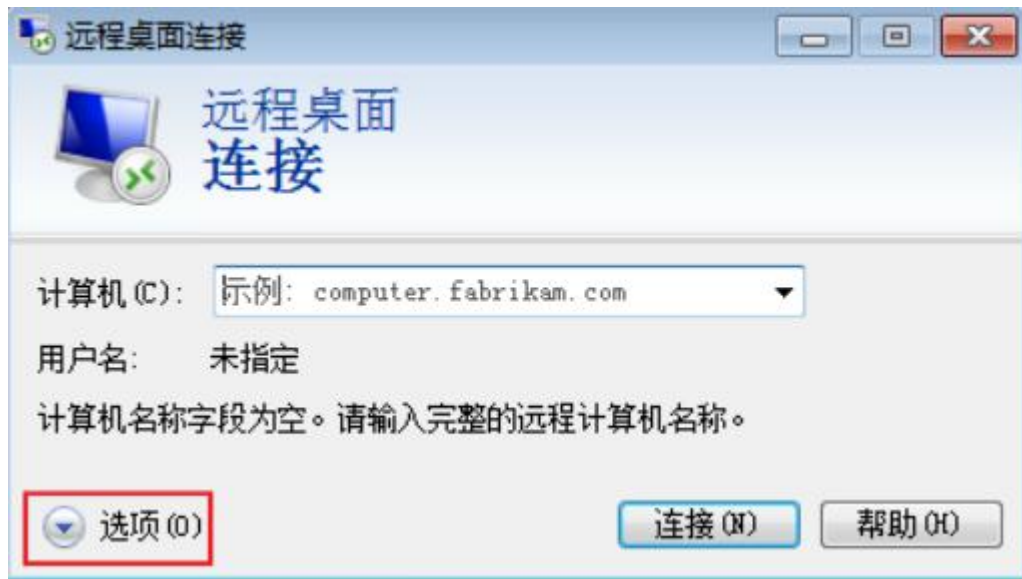 远程桌面连接
远程桌面
连接
计算机(C): 示例: computer.fabrikam.com
用户名: 未指定
计算机名称字段为空。请输入完整的远程计算机名称。
选项(O) 连接(N) 帮助(H)